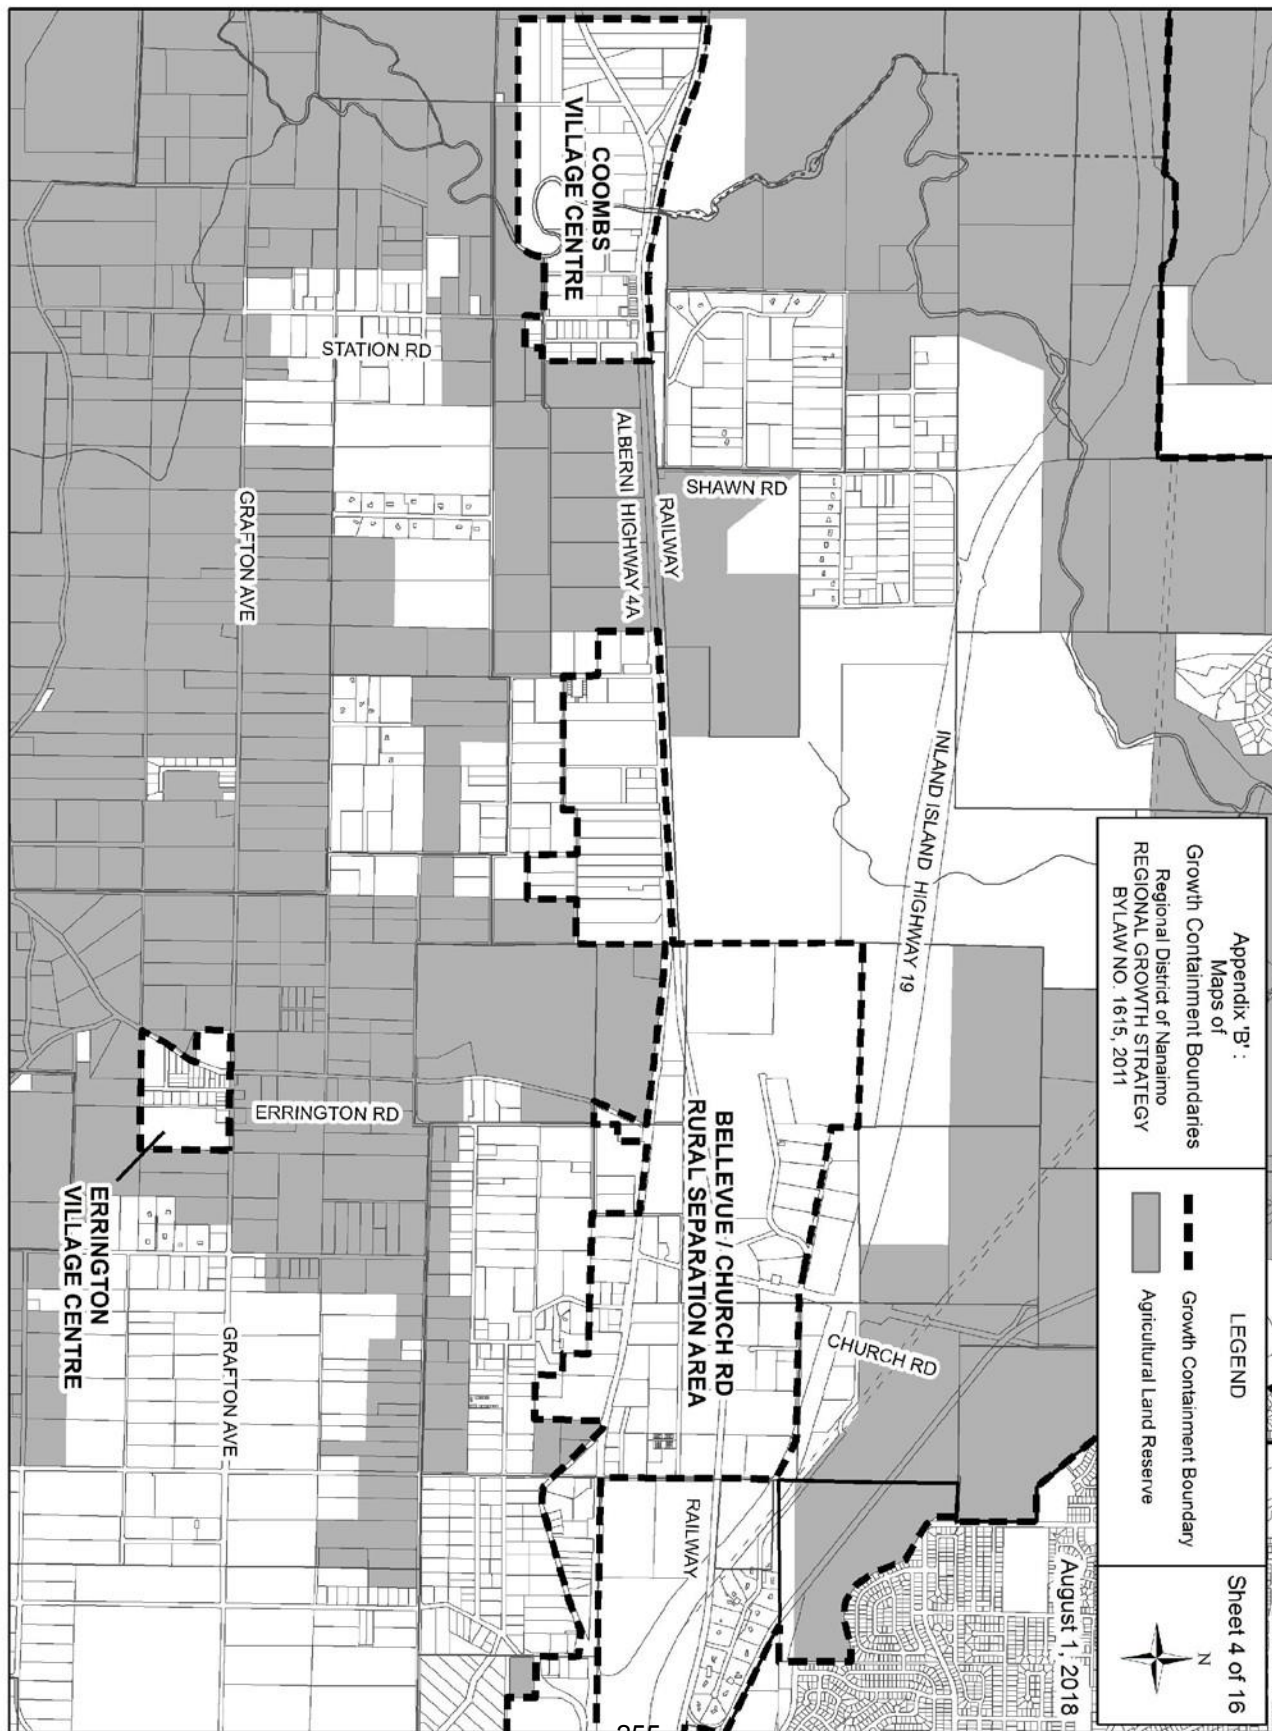 Appendix 'B' :
Maps of
Growth Containment Boundaries
Regional District of Nanaimo
REGIONAL GROWTH STRATEGY
BYLAW NO. 1615, 2011
LEGEND
Growth Containment Boundary
Agricultural Land Reserve
Sheet 4 of 16
N
August 1, 2018
COOMBS
VILLAGE CENTRE
STATION RD
ALBERNI HIGHWAY 4A
RAILWAY
SHAWN RD
GRAFTON AVE
INLAND ISLAND HIGHWAY 19
BELLEVUE / CHURCH RD
RURAL SEPARATION AREA
ERRINGTON RD
CHURCH RD
ERRINGTON
VILLAGE CENTRE
GRAFTON AVE
RAILWAY